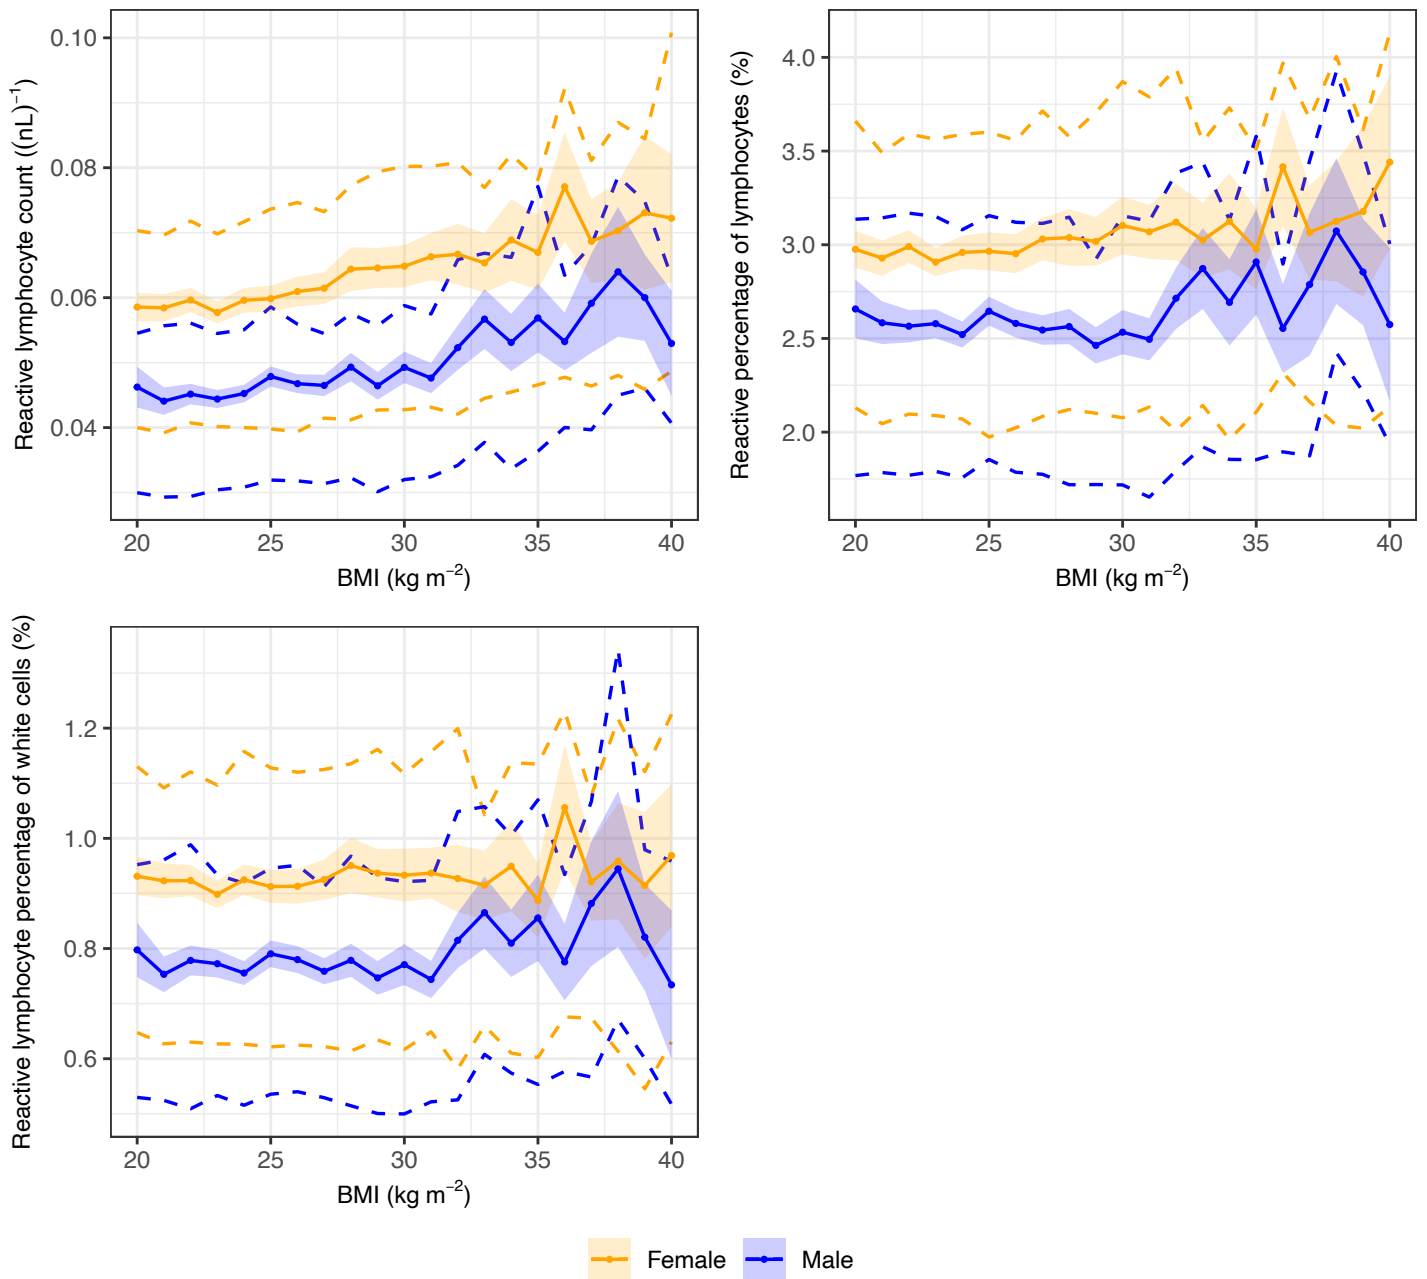 Reactive lymphocyte count ((nL)⁻¹)
0.10
0.08
0.06
0.04
20 25 30 35 40
BMI (kg m⁻²)
Reactive percentage of lymphocytes (%)
4.0
3.5
3.0
2.5
2.0
20 25 30 35 40
BMI (kg m⁻²)
Reactive lymphocyte percentage of white cells (%)
1.2
1.0
0.8
0.6
20 25 30 35 40
BMI (kg m⁻²)
Female Male